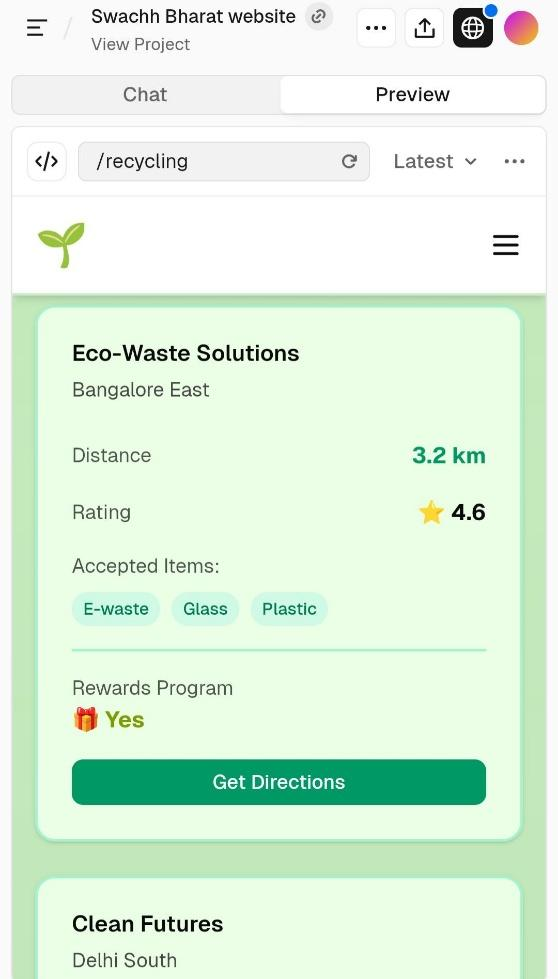 Swachh Bharat website
View Project
Chat
Preview
/recycling
Latest
Eco-Waste Solutions
Bangalore East
Distance
3.2 km
Rating
⭐ 4.6
Accepted Items:
E-waste
Glass
Plastic
Rewards Program
🎁 Yes
Get Directions
Clean Futures
Delhi South